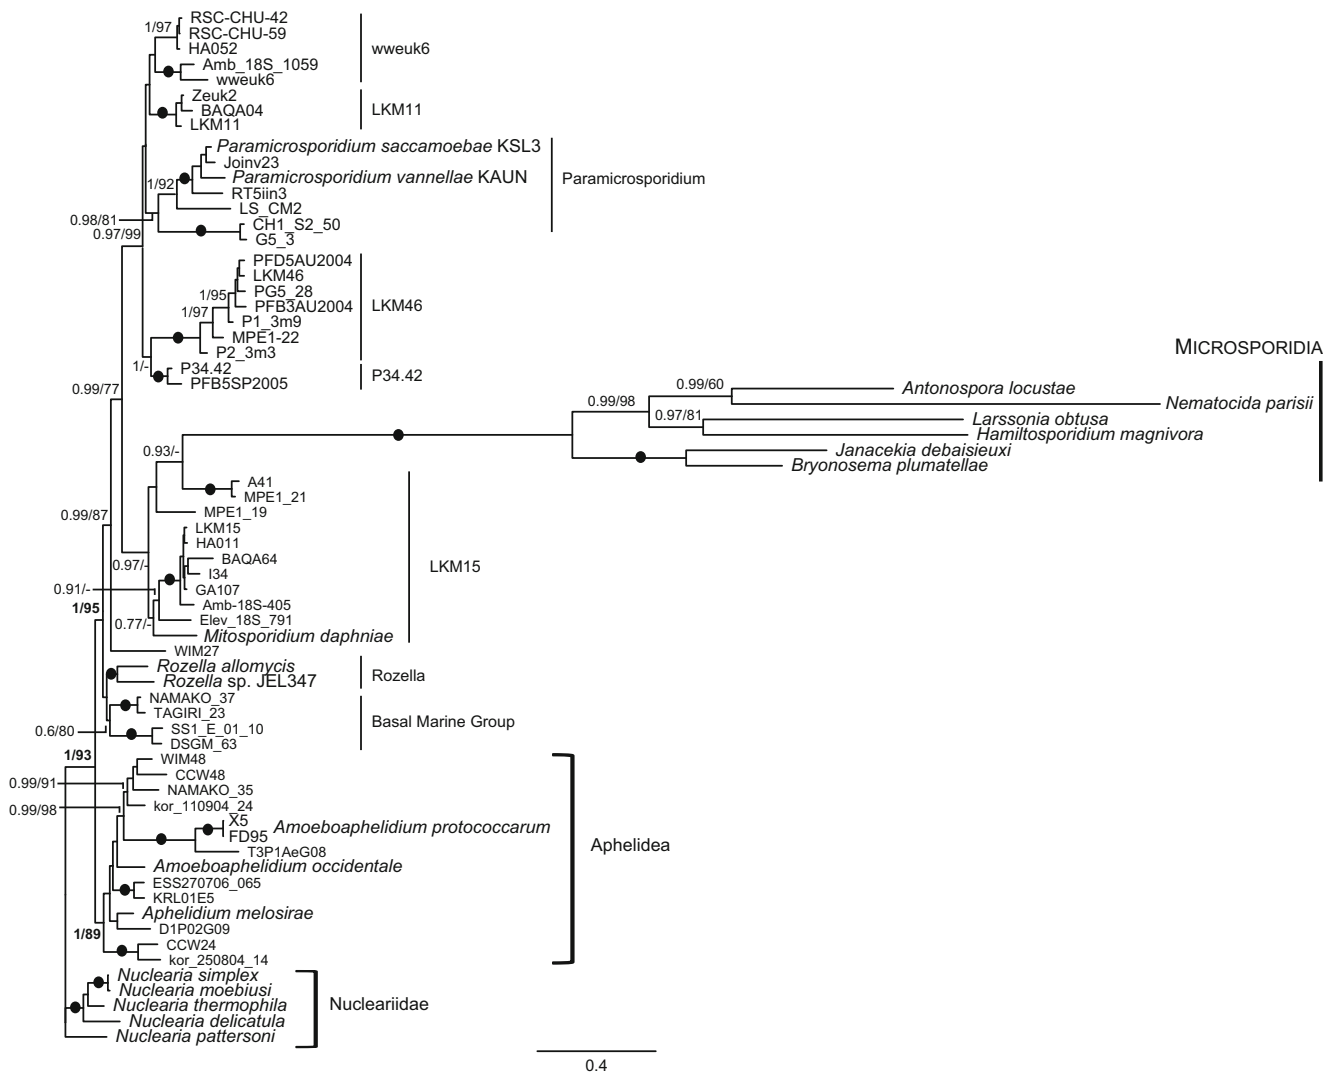 RSC-CHU-42
1/97
RSC-CHU-59
HA052
wweuk6
Amb_18S_1059
wweuk6
Zeuk2
BAQA04
LKM11
LKM11
Paramicrosporidium saccamoebae KSL3
Joinv23
Paramicrosporidium vannellae KAUN
Paramicrosporidium
1/92
RT5iin3
LS_CM2
0.98/81
CH1_S2_50
0.97/99
G5_3
PFD5AU2004
LKM46
PG5_28
1/95
PFB3AU2004
LKM46
1/97
P1_3m9
MPE1-22
P2_3m3
MICROSPORIDIA
1/-
P34.42
P34.42
PFB5SP2005
0.99/77
0.99/60
Antonospora locustae
0.99/98
Nematocida parisii
0.97/81
Larssonia obtusa
Hamiltosporidium magnivora
0.93/-
Janacekia debaisieuxi
Bryonosema plumatellae
A41
MPE1_21
0.99/87
MPE1_19
LKM15
HA011
BAQA64
0.97/-
LKM15
I34
0.91/-
GA107
1/95
Amb-18S-405
0.77/-
Elev_18S_791
Mitosporidium daphniae
WIM27
Rozella allomycis
Rozella
Rozella sp. JEL347
NAMAKO_37
TAGIRI_23
Basal Marine Group
0.6/80
SS1_E_01_10
DSGM_63
1/93
WIM48
CCW48
0.99/91
NAMAKO_35
0.99/98
kor_110904_24
X5
Amoeboaphelidium protococcarum
FD95
Aphelidea
T3P1AeG08
Amoeboaphelidium occidentale
ESS270706_065
KRL01E5
Aphelidium melosirae
1/89
D1P02G09
CCW24
kor_250804_14
Nuclearia simplex
Nuclearia moebiusi
Nuclearia thermophila
Nucleariidae
Nuclearia delicatula
Nuclearia pattersoni
0.4